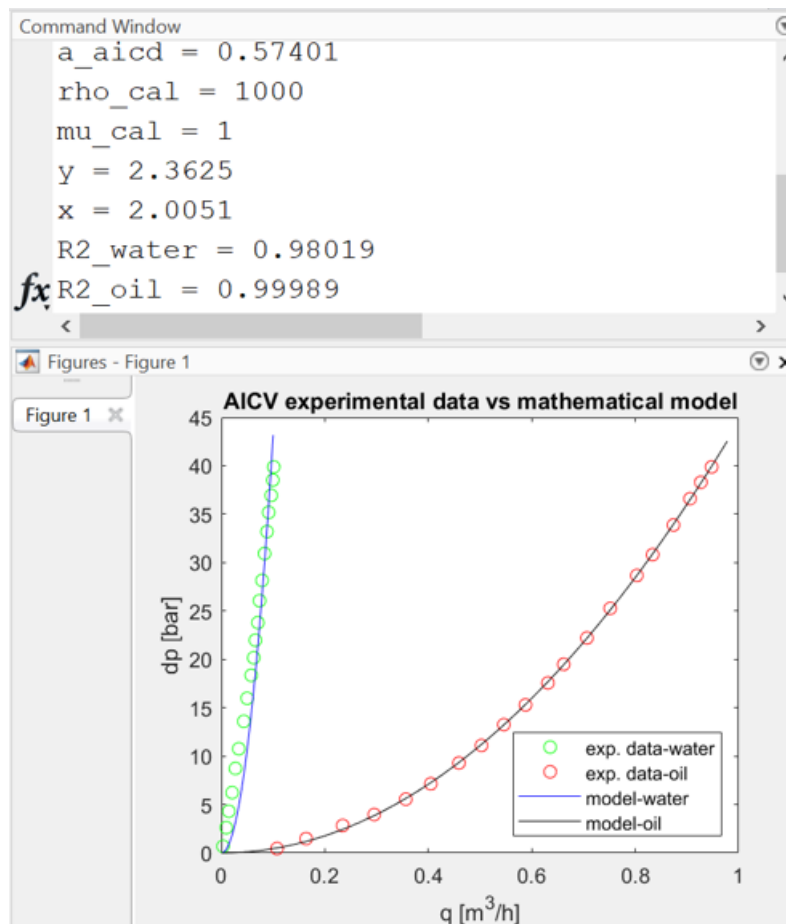 Command Window
a_aicd = 0.57401
rho_cal = 1000
mu_cal = 1
y = 2.3625
x = 2.0051
R2_water = 0.98019
fx R2_oil = 0.99989
Figures - Figure 1
Figure 1
AICV experimental data vs mathematical model
45
40
35
30
25
20
15
10
5
0
dp [bar]
exp. data-water
exp. data-oil
model-water
model-oil
0 0.2 0.4 0.6 0.8 1
q [m³/h]